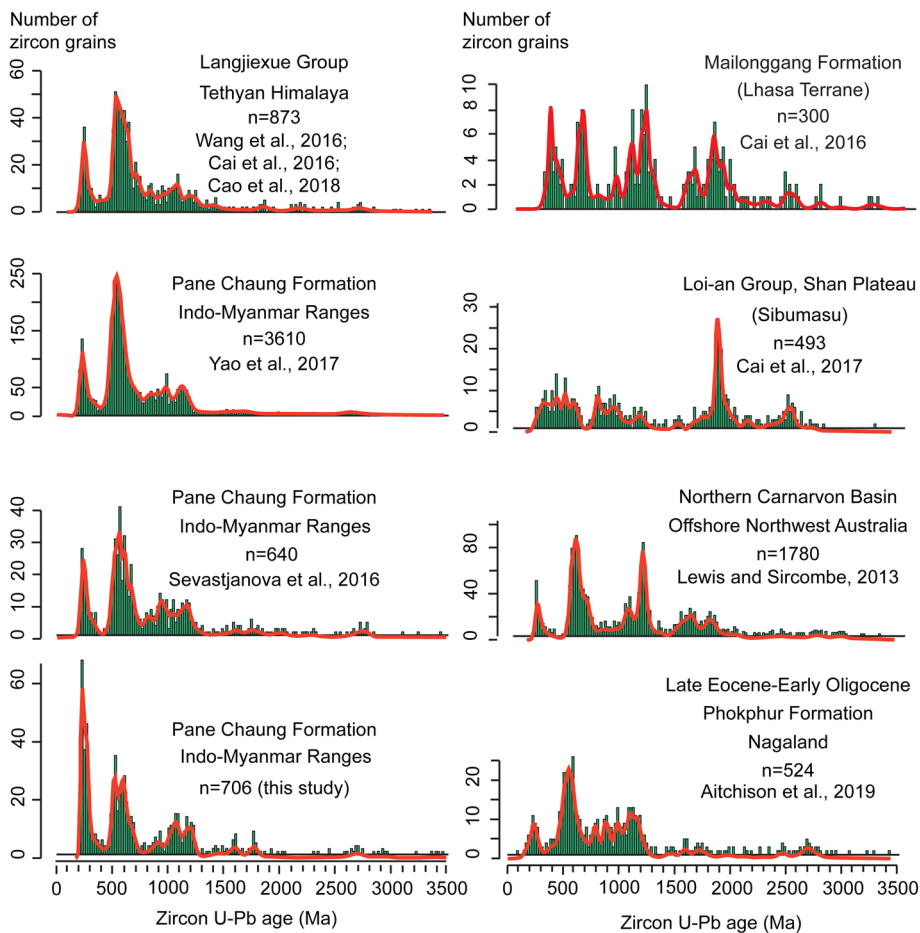 Number of
zircon grains
Langjiexue Group
Tethyan Himalaya
n=873
Wang et al., 2016;
Cai et al., 2016;
Cao et al., 2018
60
40
20
0
0
500
1000
1500
2000
2500
3000
3500
Pane Chaung Formation
Indo-Myanmar Ranges
n=3610
Yao et al., 2017
250
150
50
0
Pane Chaung Formation
Indo-Myanmar Ranges
n=640
Sevastjanova et al., 2016
40
30
20
10
0
Pane Chaung Formation
Indo-Myanmar Ranges
n=706 (this study)
60
40
20
0
0 500 1000 1500 2000 2500 3000 3500
Zircon U-Pb age (Ma)
Number of
zircon grains
Mailonggang Formation
(Lhasa Terrane)
n=300
Cai et al., 2016
10
8
6
4
2
0
Loi-an Group, Shan Plateau
(Sibumasu)
n=493
Cai et al., 2017
30
20
10
0
Northern Carnarvon Basin
Offshore Northwest Australia
n=1780
Lewis and Sircombe, 2013
80
40
0
Late Eocene-Early Oligocene
Phokphur Formation
Nagaland
n=524
Aitchison et al., 2019
20
10
0
0 500 1000 1500 2000 2500 3000 3500
Zircon U-Pb age (Ma)